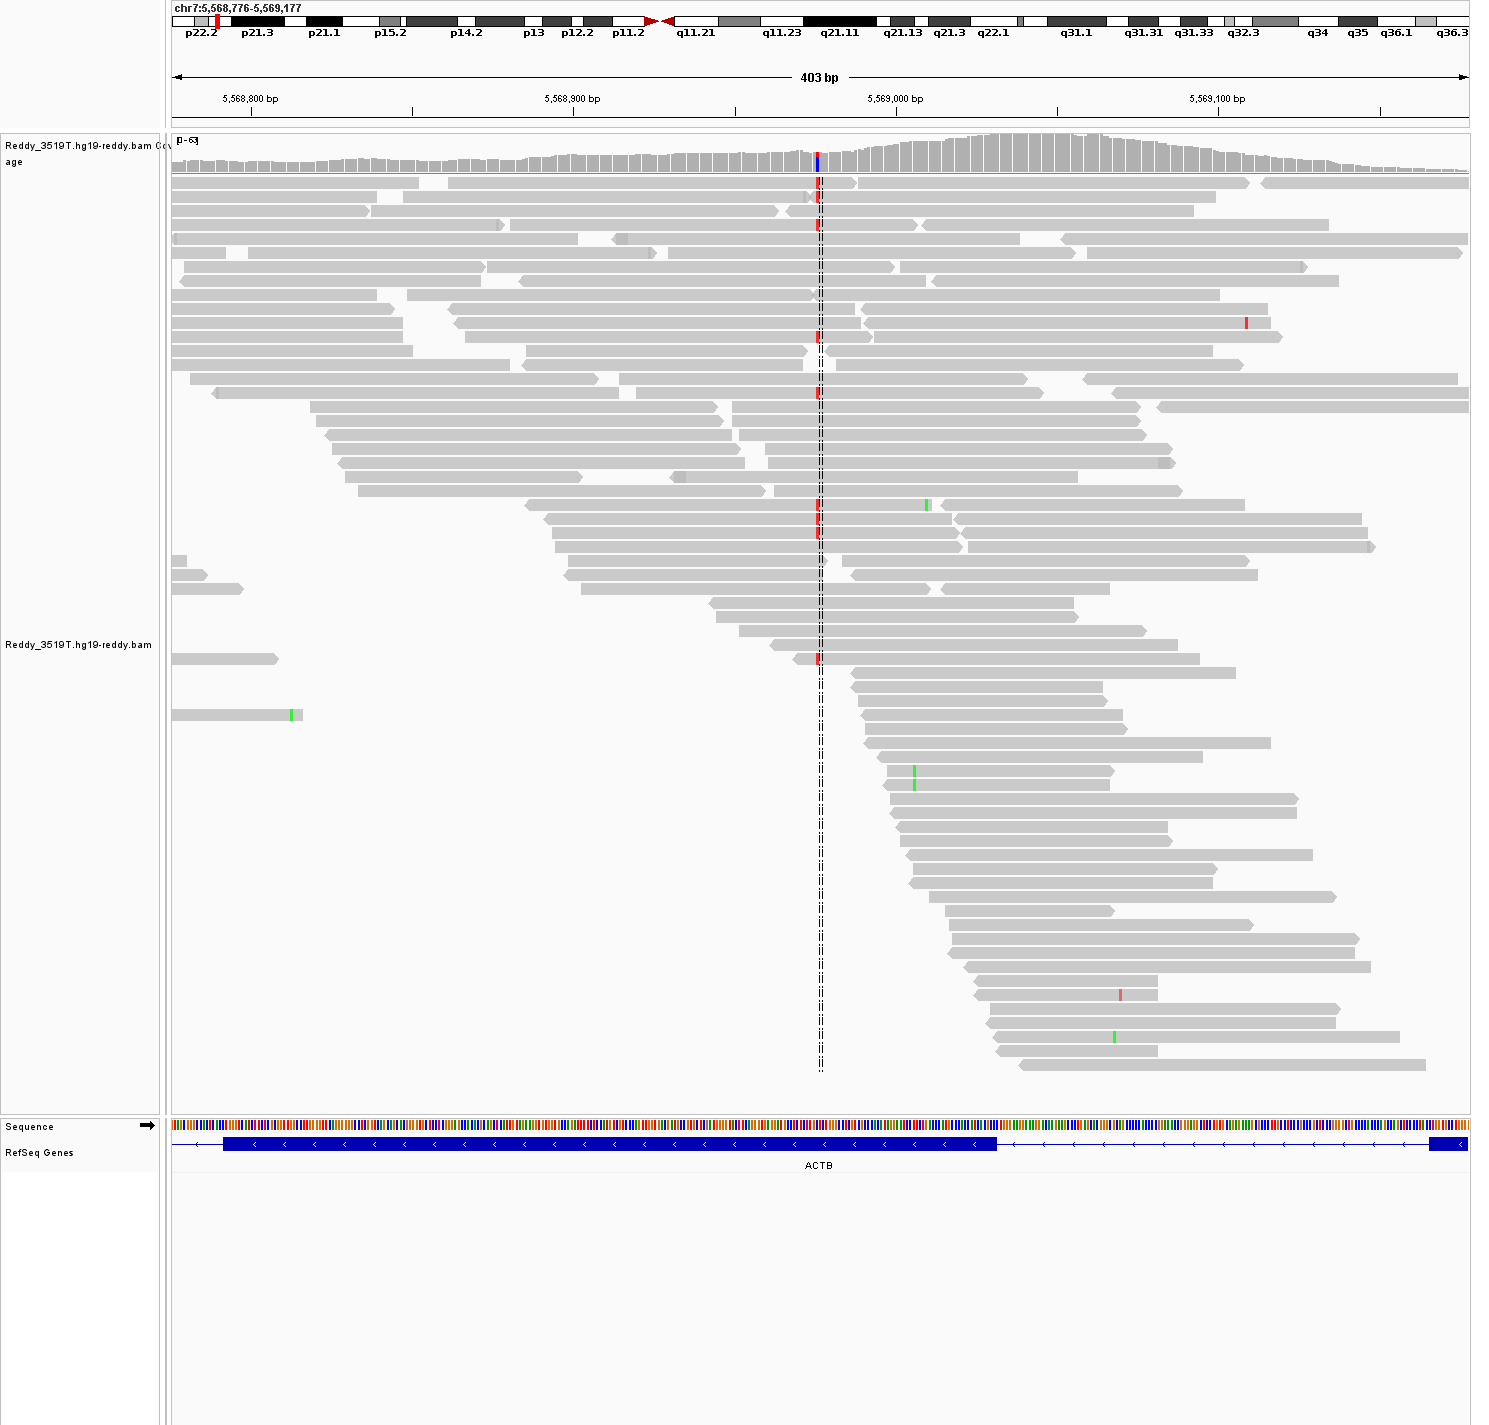 chr7:5,568,776-5,569,177
p22.2 p21.3 p21.1 p15.2 p14.2 p13 p12.2 p11.2 q11.21 q11.23 q21.11 q21.13 q21.3 q22.1 q31.1 q31.31 q31.33 q32.3 q34 q35 q36.1 q36.3
403 bp
5,568,800 bp 5,568,900 bp 5,569,000 bp 5,569,100 bp
[0-63]
Reddy_3519T.hg19-reddy.bam Cov
age
Reddy_3519T.hg19-reddy.bam
Sequence
RefSeq Genes
ACTB